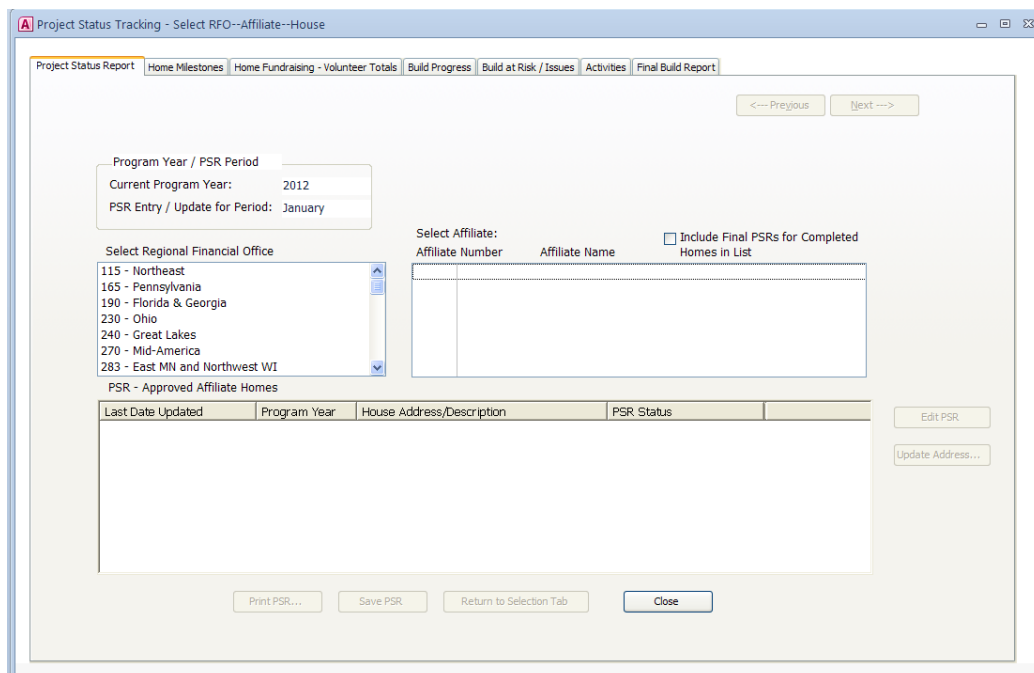 Project Status Tracking - Select RFO--Affiliate--House
Project Status Report Home Milestones Home Fundraising - Volunteer Totals Build Progress Build at Risk / Issues Activities Final Build Report
<--- Previous Next --->
Program Year / PSR Period
Current Program Year: 2012
PSR Entry / Update for Period: January
Select Affiliate:
Include Final PSRs for Completed
Homes in List
Select Regional Financial Office
Affiliate Number Affiliate Name
115 - Northeast
165 - Pennsylvania
190 - Florida & Georgia
230 - Ohio
240 - Great Lakes
270 - Mid-America
283 - East MN and Northwest WI
PSR - Approved Affiliate Homes
Last Date Updated Program Year House Address/Description PSR Status
Edit PSR
Update Address...
Print PSR... Save PSR Return to Selection Tab Close